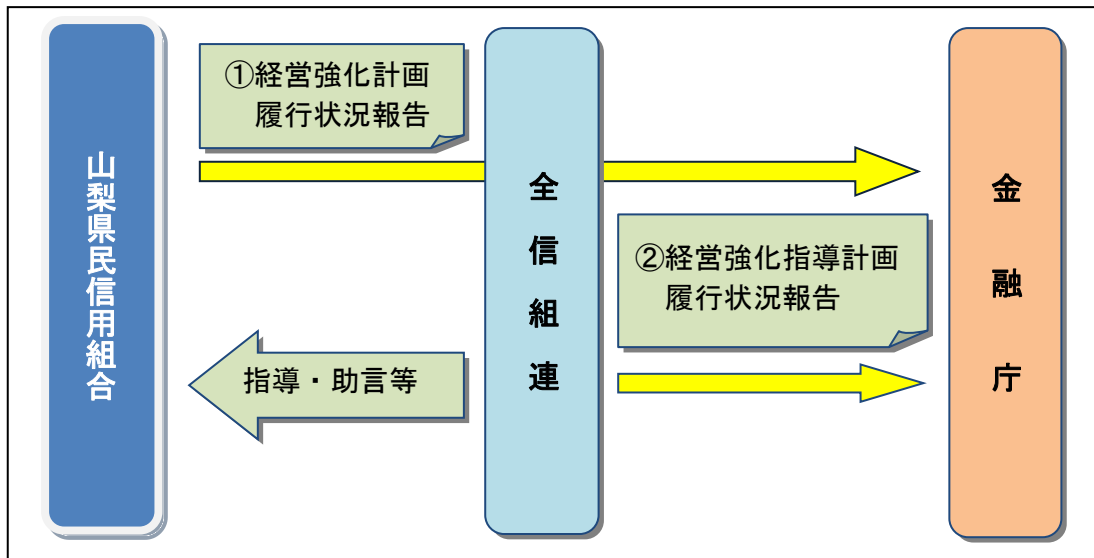 山梨県民信用組合
①経営強化計画
履行状況報告
全信組連
②経営強化指導計画
履行状況報告
指導・助言等
金融庁